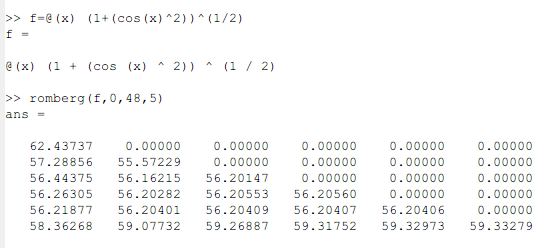 >> f=@(x) (1+(cos(x)^2))^(1/2)
f =
@(x) (1 + (cos (x) ^ 2)) ^ (1 / 2)
>> romberg(f,0,48,5)
ans =
62.43737 0.00000 0.00000 0.00000 0.00000 0.00000
57.28856 55.57229 0.00000 0.00000 0.00000 0.00000
56.44375 56.16215 56.20147 0.00000 0.00000 0.00000
56.26305 56.20282 56.20553 56.20560 0.00000 0.00000
56.21877 56.20401 56.20409 56.20407 56.20406 0.00000
58.36268 59.07732 59.26887 59.31752 59.32973 59.33279